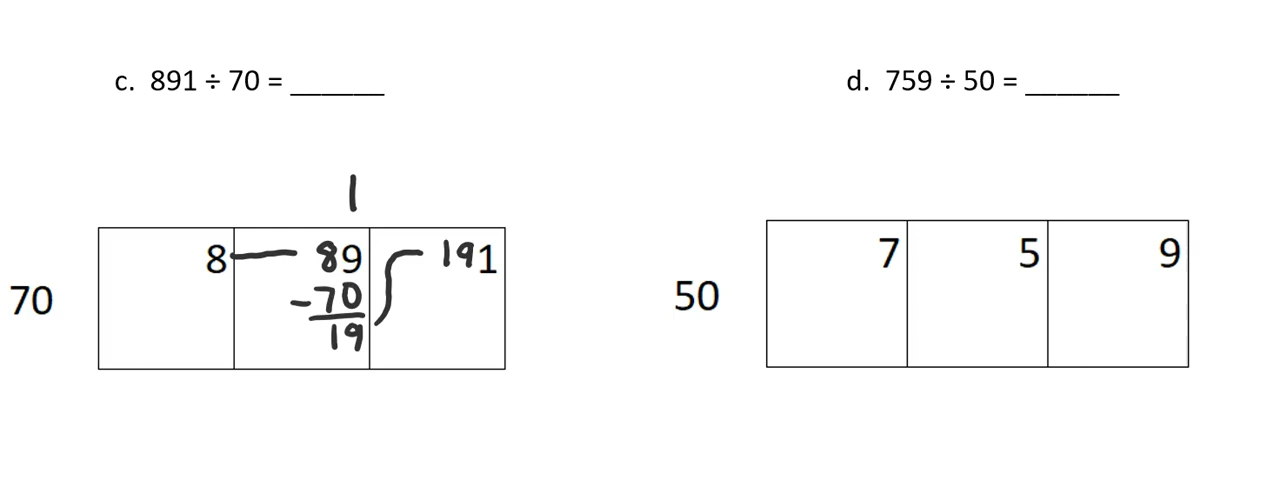 c. 891 ÷ 70 = ______
d. 759 ÷ 50 = ______
1
8 89 191
-70
19
70
7 5 9
50